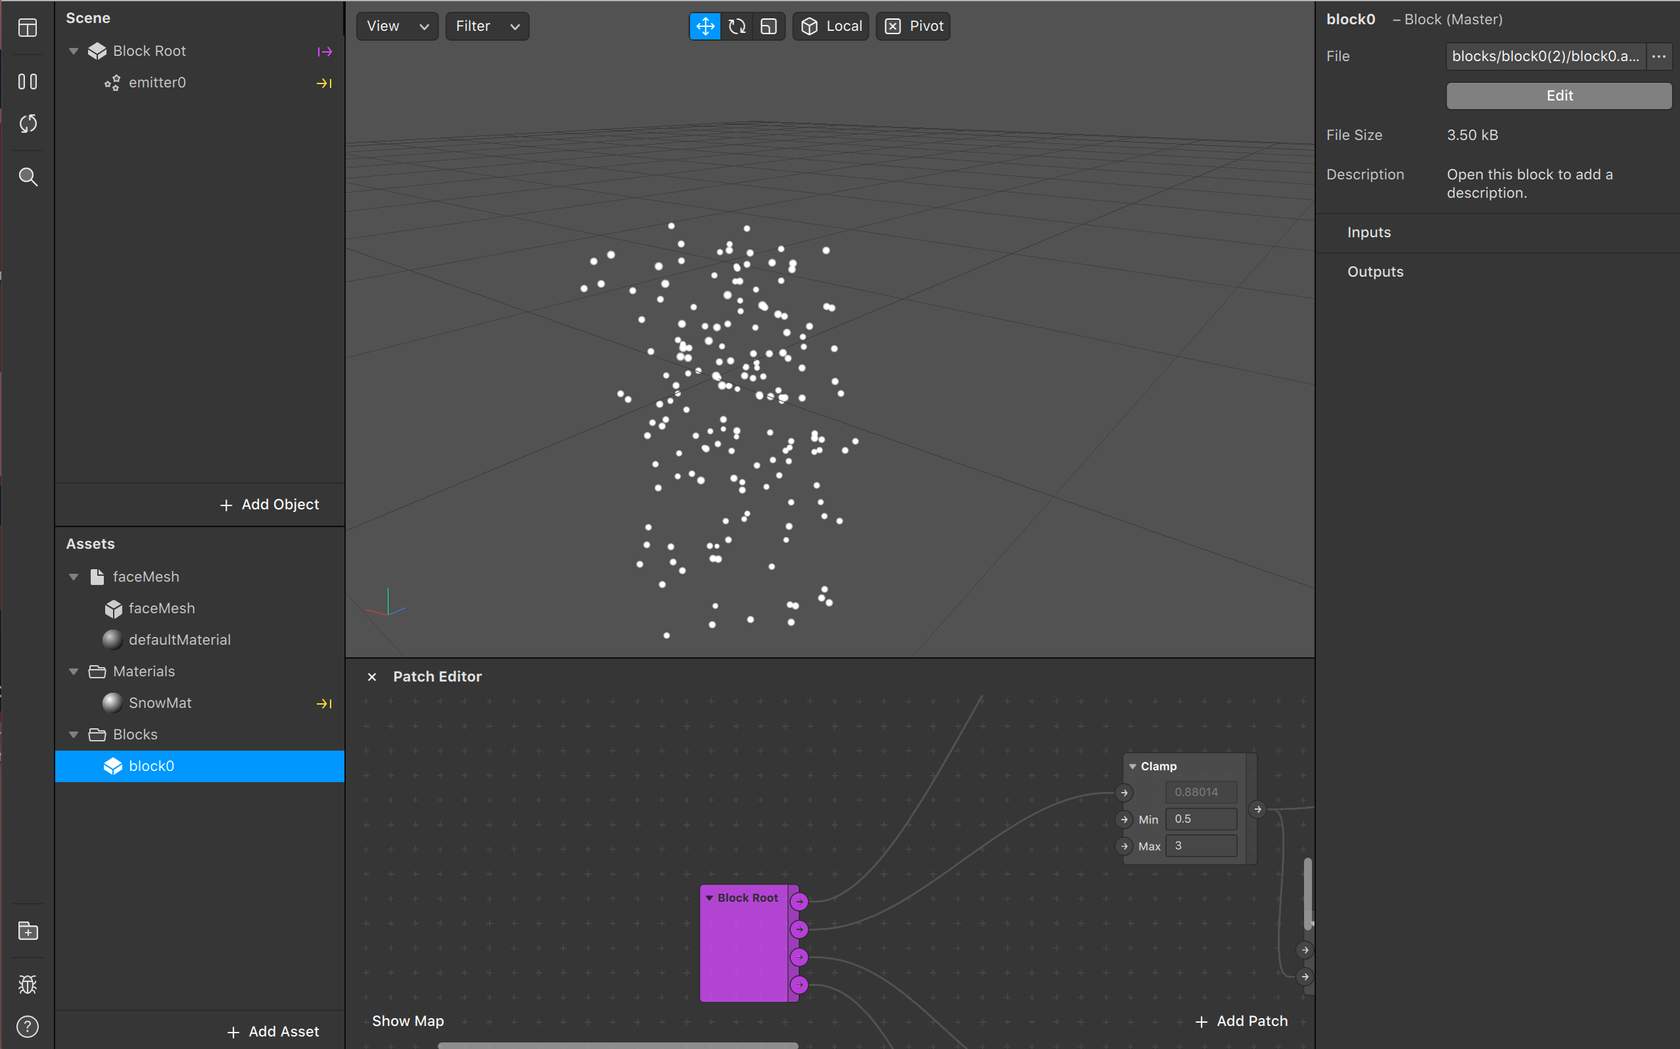 Scene
Block Root
emitter0
+ Add Object
Assets
faceMesh
faceMesh
defaultMaterial
Materials
SnowMat
Blocks
block0
+ Add Asset
View
Filter
Local
Pivot
Patch Editor
Clamp
0.88014
Min 0.5
Max 3
Block Root
Show Map
+ Add Patch
block0 – Block (Master)
File blocks/block0(2)/block0.a... ...
Edit
File Size 3.50 kB
Description Open this block to add a
description.
Inputs
Outputs